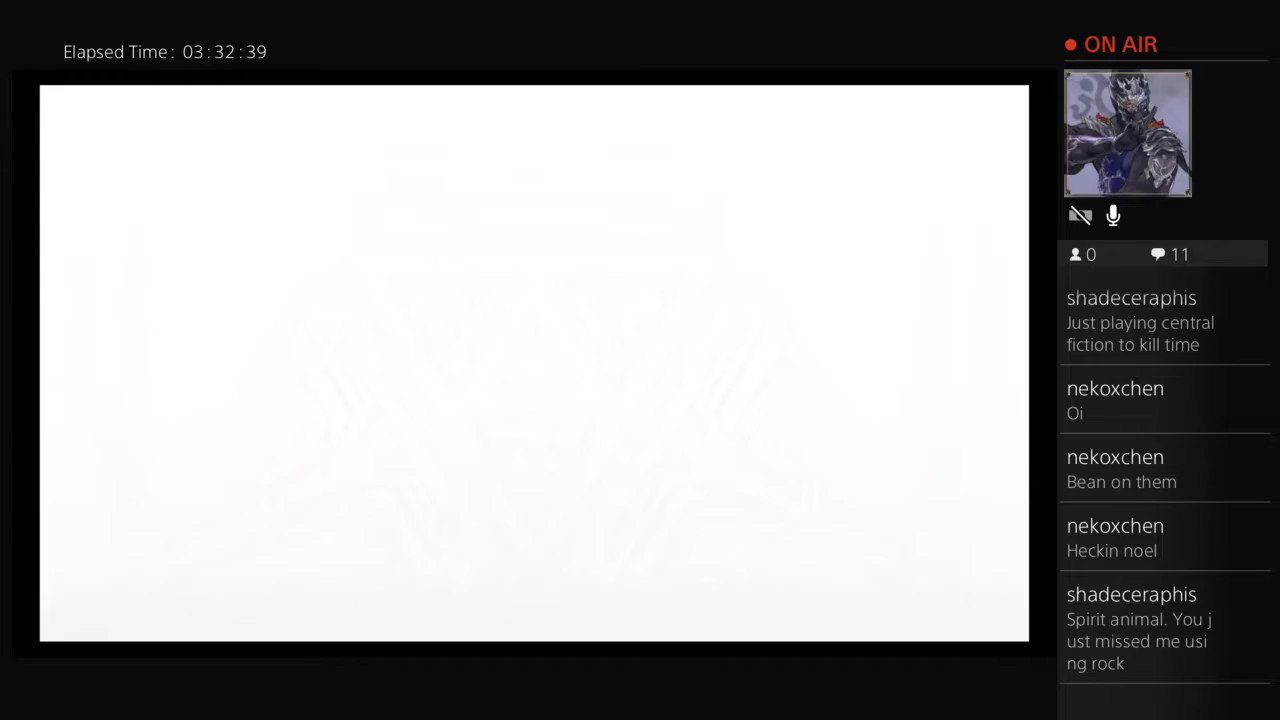 Elapsed Time: 03:32:39
ON AIR
0 11
shadeceraphis
Just playing central
fiction to kill time
nekoxchen
Oi
nekoxchen
Bean on them
nekoxchen
Heckin noel
shadeceraphis
Spirit animal. You j
ust missed me usi
ng rock